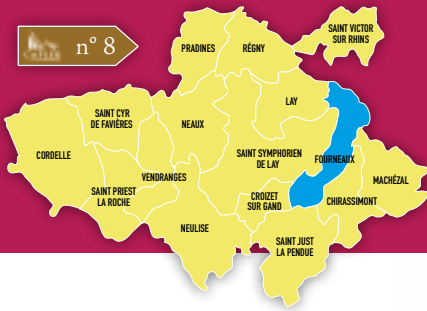 n° 8
SAINT VICTOR
SUR RHINS
PRADINES
RÉGNY
LAY
SAINT CYR
DE FAVIÈRES
NEAUX
CORDELLE
SAINT SYMPHORIEN
DE LAY
FOURNEAUX
VENDRANGES
MACHÉZAL
SAINT PRIEST
LA ROCHE
CROIZET
SUR GAND
CHIRASSIMONT
NEULISE
SAINT JUST
LA PENDUE